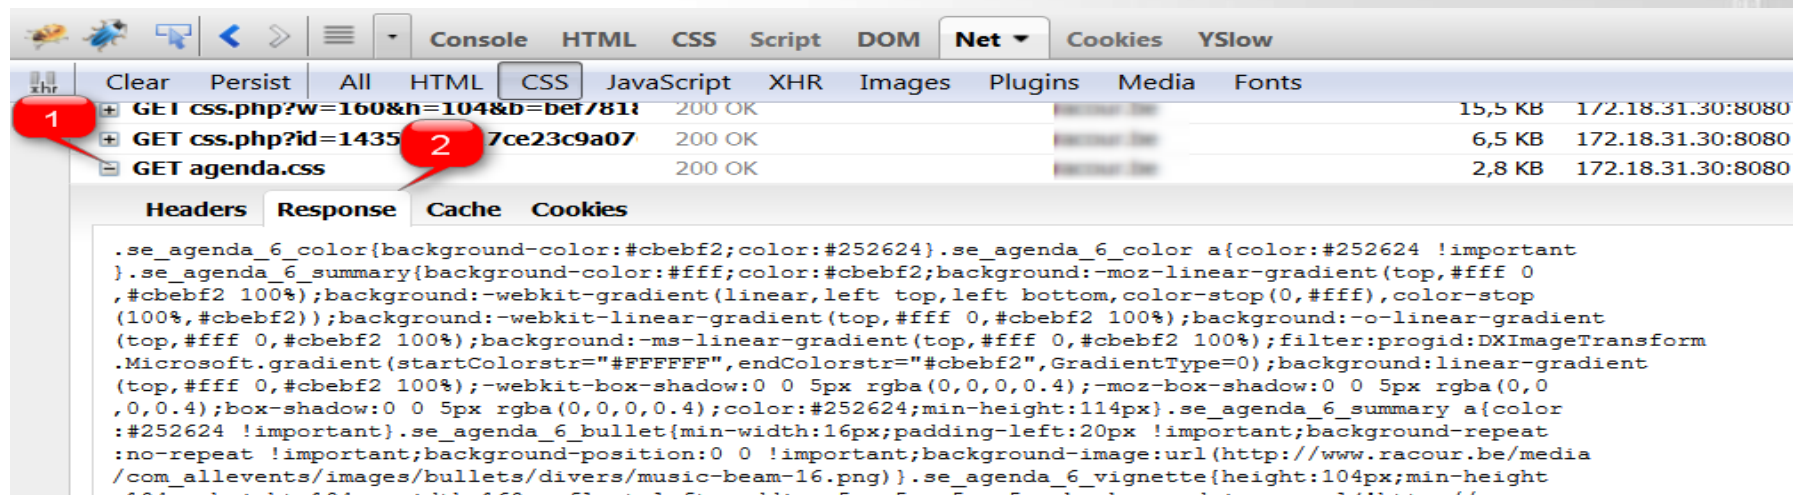 Console HTML CSS Script DOM Net Cookies YSlow
xhr Clear Persist All HTML CSS JavaScript XHR Images Plugins Media Fonts
1
GET css.php?w=160&h=104&b=bef7818 200 OK 15,5 KB 172.18.31.30:8080
GET css.php?id=1435 7ce23c9a07 200 OK 6,5 KB 172.18.31.30:8080
2
GET agenda.css 200 OK 2,8 KB 172.18.31.30:8080
Headers Response Cache Cookies
.se_agenda_6_color{background-color:#cbebf2;color:#252624}.se_agenda_6_color a{color:#252624 !important
}.se_agenda_6_summary{background-color:#fff;color:#cbebf2;background:-moz-linear-gradient(top,#fff 0
,#cbebf2 100%);background:-webkit-gradient(linear,left top,left bottom,color-stop(0,#fff),color-stop
(100%,#cbebf2));background:-webkit-linear-gradient(top,#fff 0,#cbebf2 100%);background:-o-linear-gradient
(top,#fff 0,#cbebf2 100%);background:-ms-linear-gradient(top,#fff 0,#cbebf2 100%);filter:progid:DXImageTransform
.Microsoft.gradient(startColorstr="#FFFFFF",endColorstr="#cbebf2",GradientType=0);background:linear-gradient
(top,#fff 0,#cbebf2 100%);-webkit-box-shadow:0 0 5px rgba(0,0,0,0.4);-moz-box-shadow:0 0 5px rgba(0,0
,0,0.4);box-shadow:0 0 5px rgba(0,0,0,0.4);color:#252624;min-height:114px}.se_agenda_6_summary a{color
:#252624 !important}.se_agenda_6_bullet{min-width:16px;padding-left:20px !important;background-repeat
:no-repeat !important;background-position:0 0 !important;background-image:url(http://www.racour.be/media
/com_allevents/images/bullets/divers/music-beam-16.png)}.se_agenda_6_vignette{height:104px;min-height